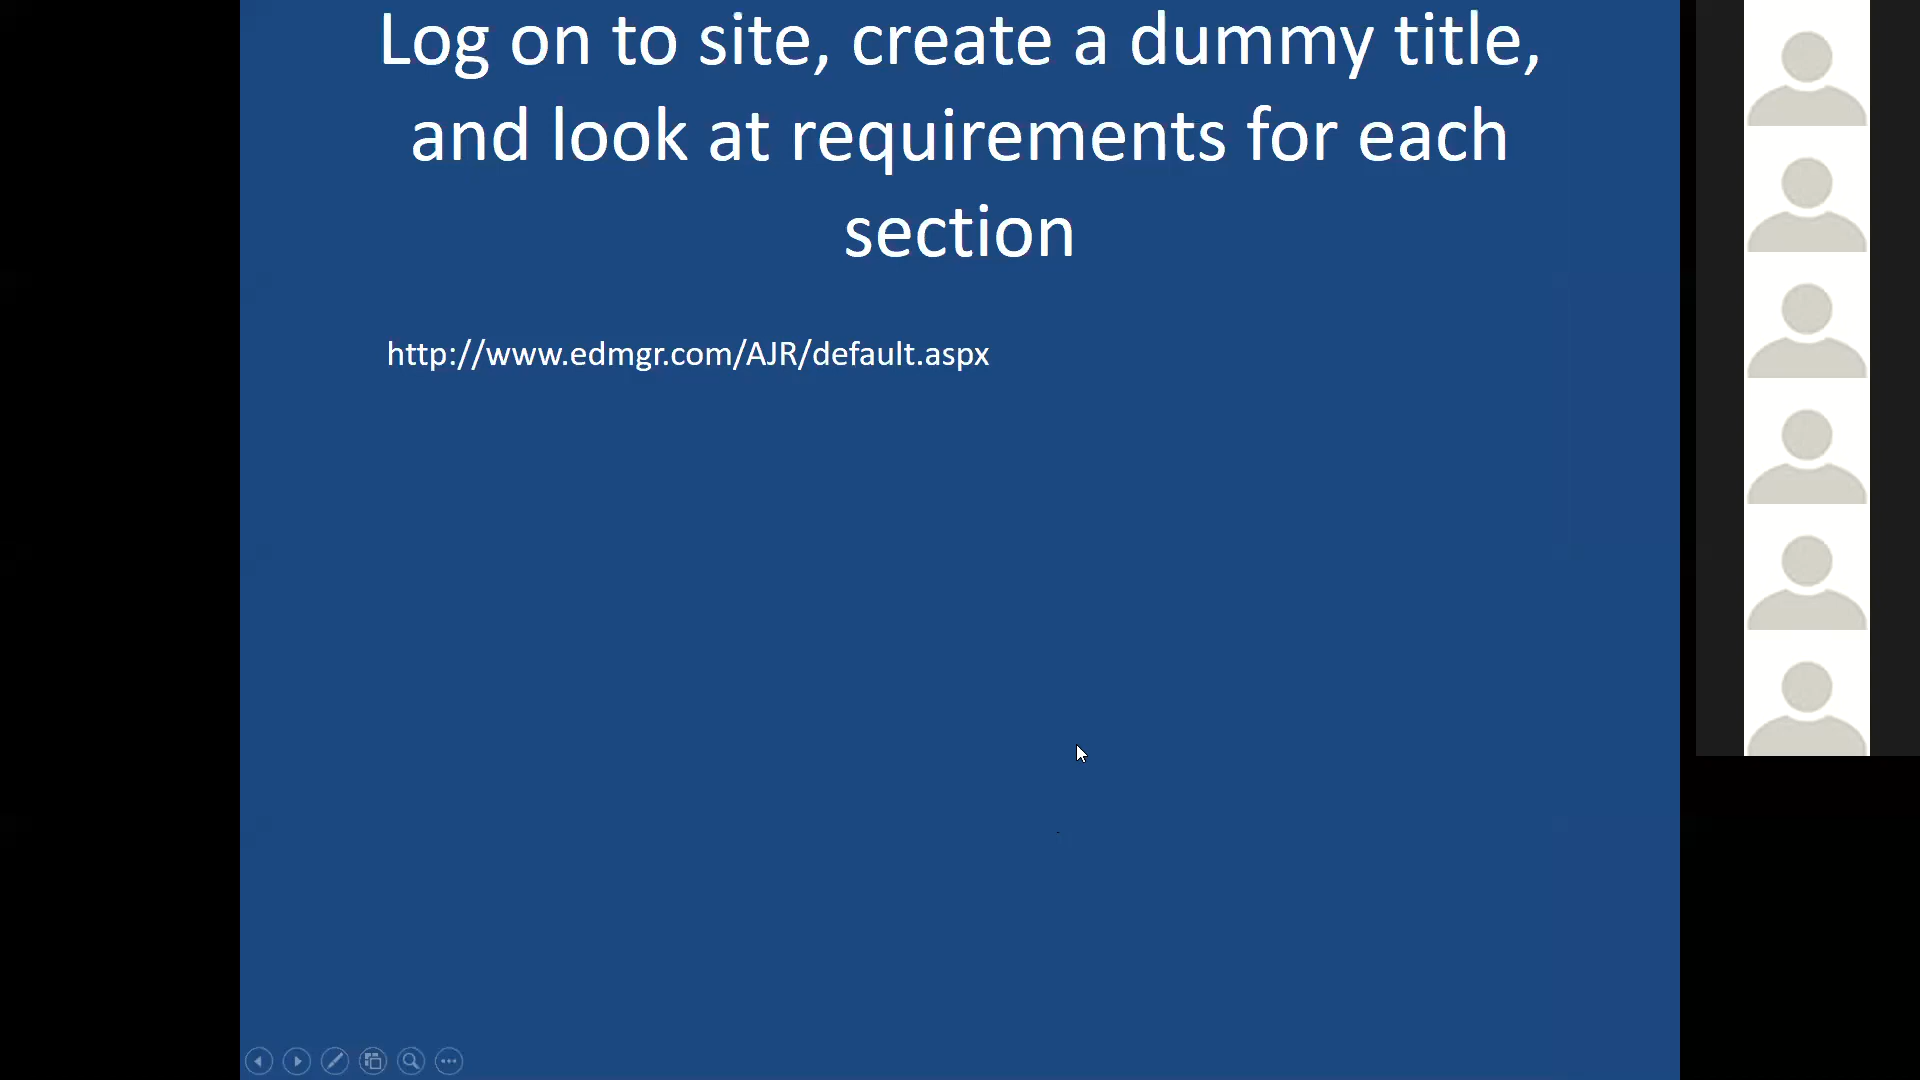 Log on to site, create a dummy title,
and look at requirements for each
section
http://www.edmgr.com/AJR/default.aspx